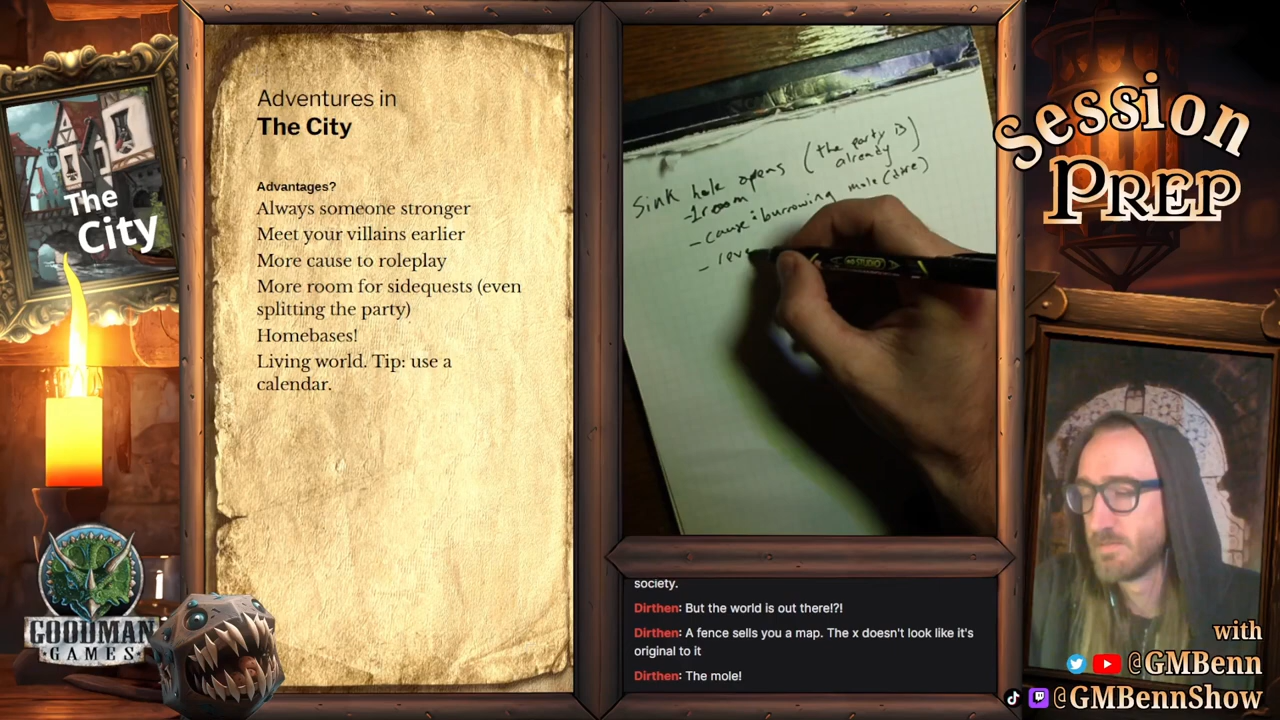 The
City
Adventures in
The City
Advantages?
Always someone stronger
Meet your villains earlier
More cause to roleplay
More room for sidequests (even
splitting the party)
Homebases!
Living world. Tip: use a
calendar.
GOODMAN
GAMES
Sink hole opens (the party is
already)
-1 room
- cause: burrowing mole (dire)
- reve
society.
Dirthen: But the world is out there!?!
Dirthen: A fence sells you a map. The x doesn't look like it's
original to it
Dirthen: The mole!
Session
PREP
with
@GMBenn
@GMBennShow